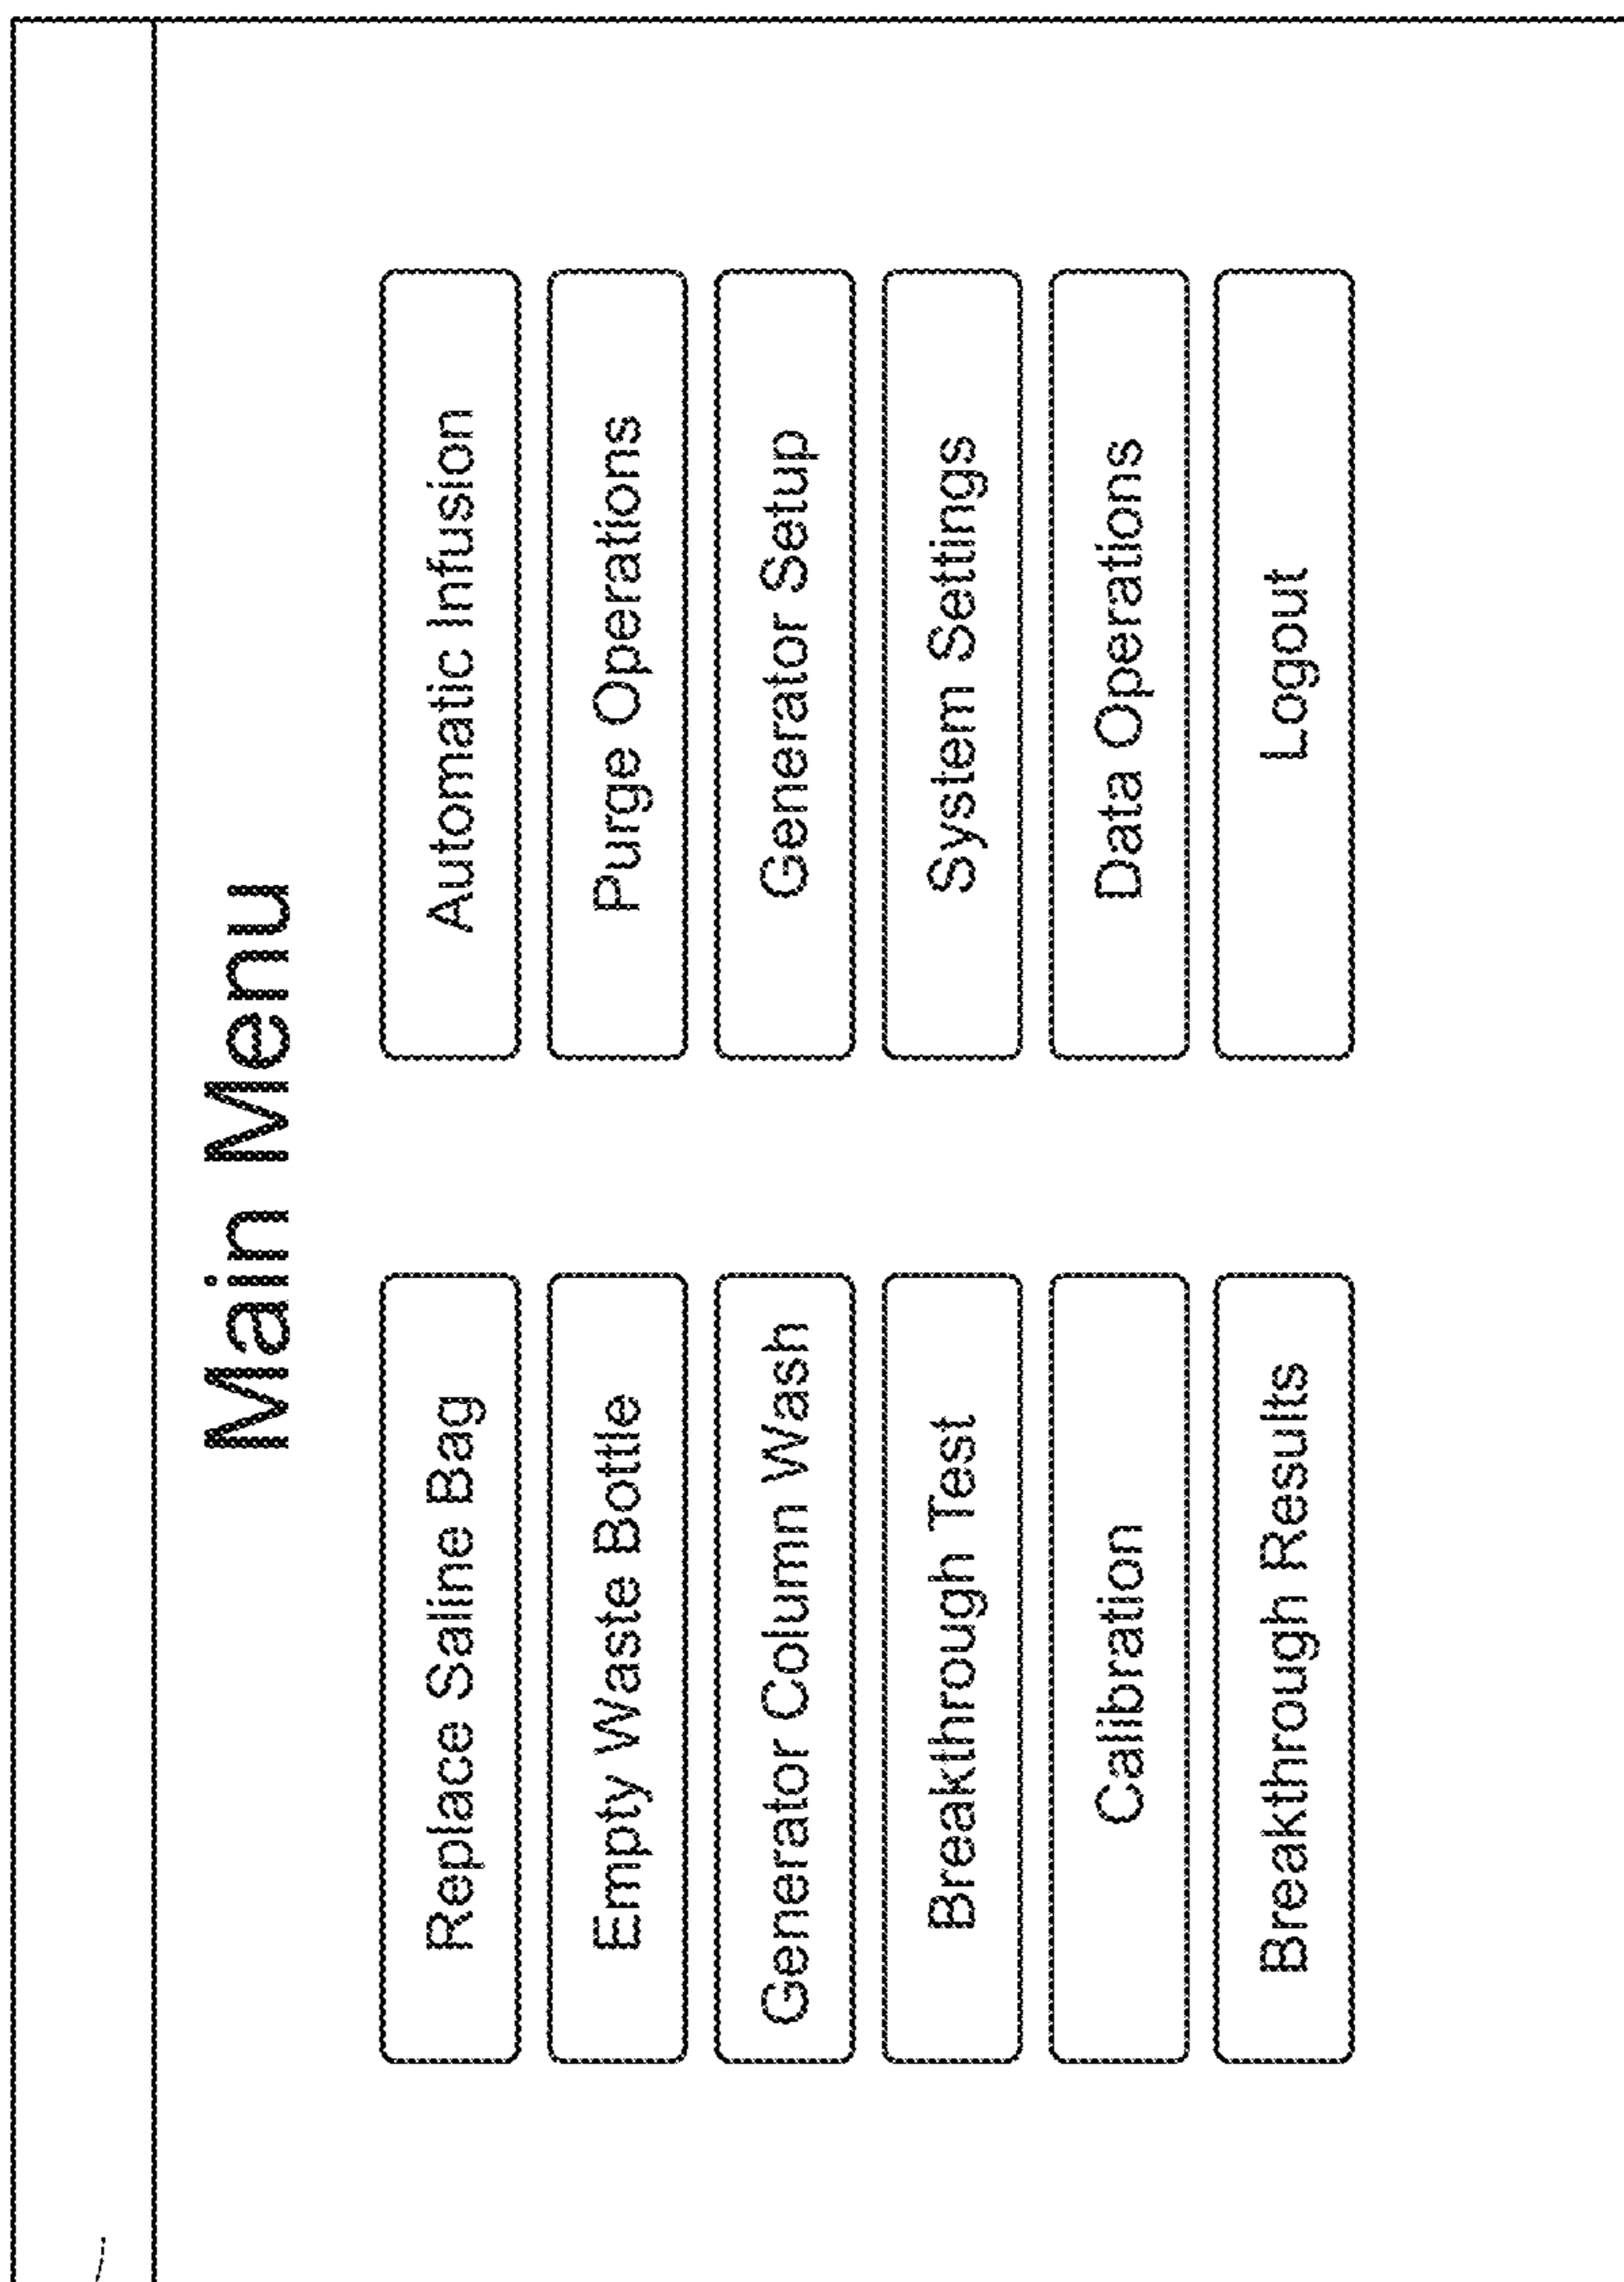 Main Menu
Replace Saline Bag
Automatic Infusion
Empty Waste Bottle
Purge Operations
Generator Column Wash
Generator Setup
Breakthrough Test
System Settings
Calibration
Data Operations
Breakthrough Results
Logout